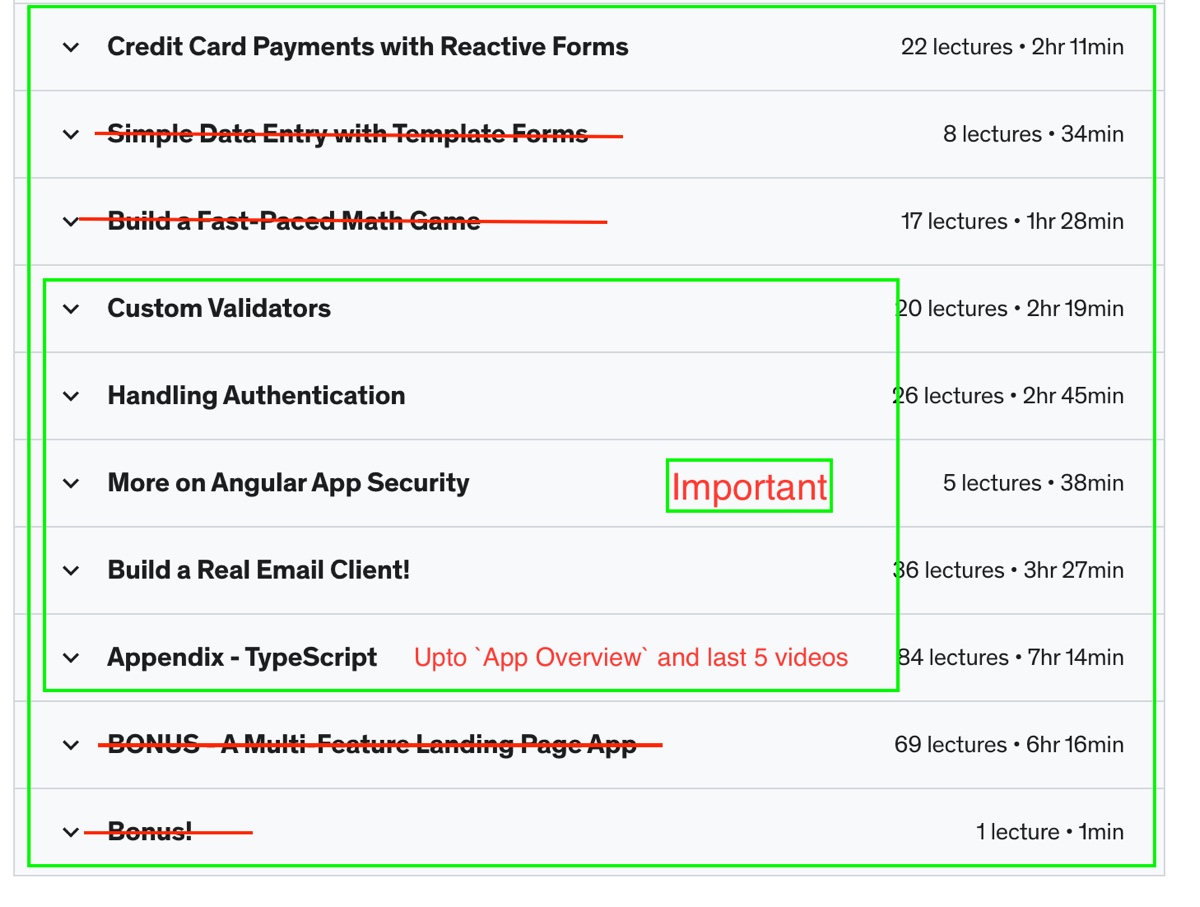 Credit Card Payments with Reactive Forms 22 lectures • 2hr 11min
Simple Data Entry with Template Forms 8 lectures • 34min
Build a Fast-Paced Math Game 17 lectures • 1hr 28min
Custom Validators 20 lectures • 2hr 19min
Handling Authentication 26 lectures • 2hr 45min
More on Angular App Security Important 5 lectures • 38min
Build a Real Email Client! 36 lectures • 3hr 27min
Appendix - TypeScript Upto `App Overview` and last 5 videos 84 lectures • 7hr 14min
BONUS - A Multi-Feature Landing Page App 69 lectures • 6hr 16min
Bonus! 1 lecture • 1min